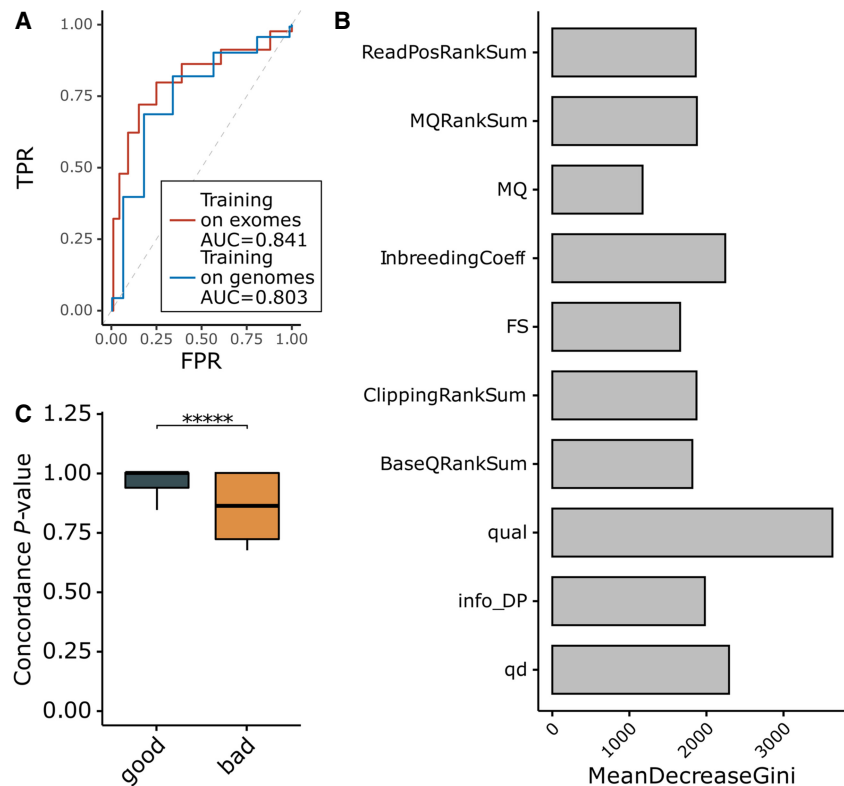 A
1.00
0.75
0.50
0.25
0.00
TPR
Training
on exomes
AUC=0.841
Training
on genomes
AUC=0.803
0.00 0.25 0.50 0.75 1.00
FPR
B
ReadPosRankSum
MQRankSum
MQ
InbreedingCoeff
FS
ClippingRankSum
BaseQRankSum
qual
info_DP
qd
0 1000 2000 3000
MeanDecreaseGini
C
*****
1.25
1.00
0.75
0.50
0.25
0.00
Concordance P-value
good bad